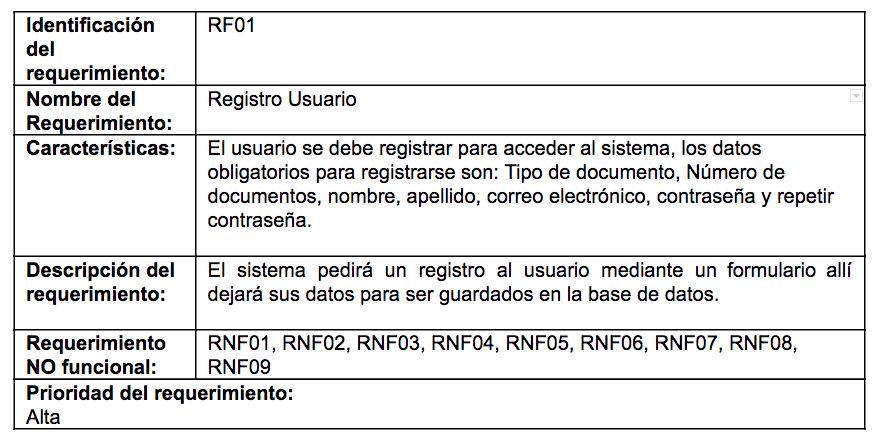 Identificación
del
requerimiento:
RF01
Nombre del
Requerimiento:
Registro Usuario
Características:
El usuario se debe registrar para acceder al sistema, los datos
obligatorios para registrarse son: Tipo de documento, Número de
documentos, nombre, apellido, correo electrónico, contraseña y repetir
contraseña.
Descripción del
requerimiento:
El sistema pedirá un registro al usuario mediante un formulario allí
dejará sus datos para ser guardados en la base de datos.
Requerimiento
NO funcional:
RNF01, RNF02, RNF03, RNF04, RNF05, RNF06, RNF07, RNF08,
RNF09
Prioridad del requerimiento:
Alta